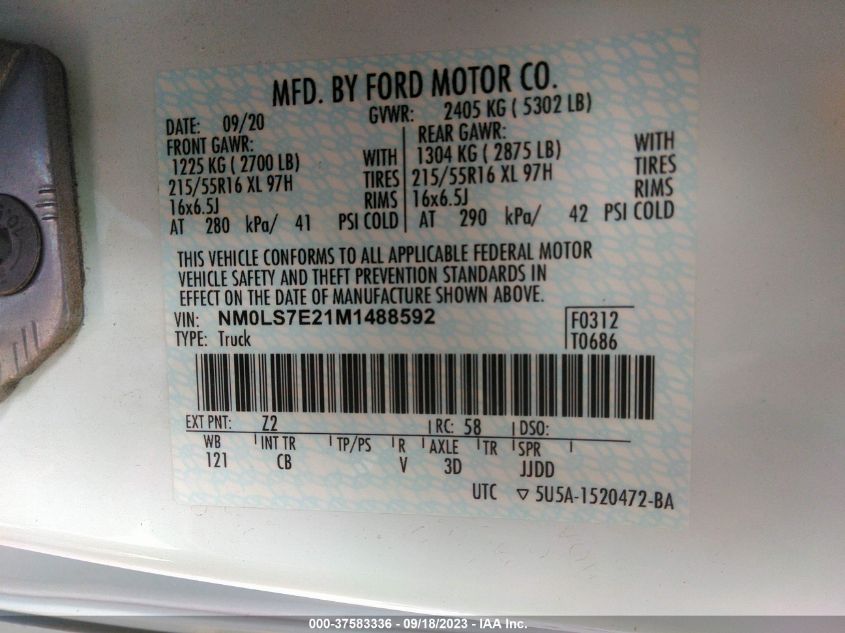 MFD. BY FORD MOTOR CO.
DATE: 09/20 GVWR: 2405 KG ( 5302 LB)
FRONT GAWR: REAR GAWR:
1225 KG ( 2700 LB) WITH 1304 KG ( 2875 LB) WITH
215/55R16 XL 97H TIRES 215/55R16 XL 97H TIRES
16x6.5J RIMS 16x6.5J RIMS
AT 280 kPa/ 41 PSI COLD AT 290 kPa/ 42 PSI COLD
THIS VEHICLE CONFORMS TO ALL APPLICABLE FEDERAL MOTOR
VEHICLE SAFETY AND THEFT PREVENTION STANDARDS IN
EFFECT ON THE DATE OF MANUFACTURE SHOWN ABOVE.
VIN: NM0LS7E21M1488592 F0312
TYPE: Truck T0686
EXT PNT: Z2 RC: 58 DSO:
WB INT TR TP/PS R AXLE TR SPR
121 CB V 3D JJDD
UTC ▽ 5U5A-1520472-BA
000-37583336 - 09/18/2023 - IAA Inc.